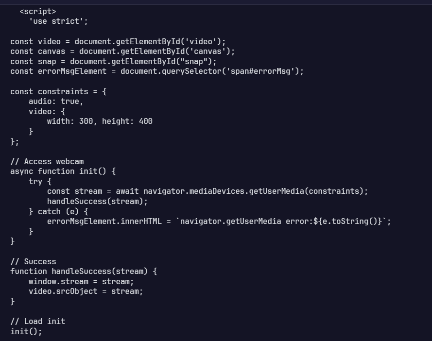 <script>
'use strict';
const video = document.getElementById('video');
const canvas = document.getElementById('canvas');
const snap = document.getElementById("snap");
const errorMsgElement = document.querySelector('span#errorMsg');
const constraints = {
audio: true,
video: {
width: 300, height: 400
}
};
// Access webcam
async function init() {
try {
const stream = await navigator.mediaDevices.getUserMedia(constraints);
handleSuccess(stream);
} catch (e) {
errorMsgElement.innerHTML = `navigator.getUserMedia error:${e.toString()}`;
}
}
// Success
function handleSuccess(stream) {
window.stream = stream;
video.srcObject = stream;
}
// Load init
init();